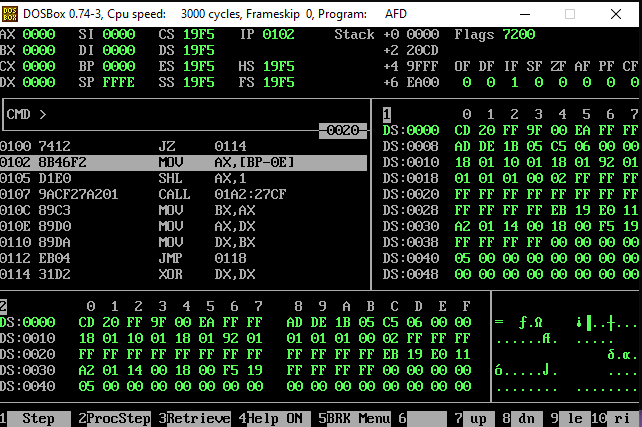 DOSBox 0.74-3, Cpu speed: 3000 cycles, Frameskip 0, Program: AFD
AX 0000 SI 0000 CS 19F5 IP 0102 Stack +0 0000 Flags 7200
BX 0000 DI 0000 DS 19F5 +2 20CD
CX 0000 BP 0000 ES 19F5 HS 19F5 +4 9FFF OF DF IF SF ZF AF PF CF
DX 0000 SP FFFE SS 19F5 FS 19F5 +6 EA00 0 0 1 0 0 0 0 0
CMD >
0020
0100 7412 JZ 0114
0102 8B46F2 MOV AX,[BP-0E]
0105 D1E0 SHL AX,1
0107 9ACF27A201 CALL 01A2:27CF
010C 89C3 MOV BX,AX
010E 89D0 MOV AX,DX
0110 89DA MOV DX,BX
0112 EB04 JMP 0118
0114 31D2 XOR DX,DX
1 0 1 2 3 4 5 6 7
DS:0000 CD 20 FF 9F 00 EA FF FF
DS:0008 AD DE 1B 05 C5 06 00 00
DS:0010 18 01 10 01 18 01 92 01
DS:0018 01 01 01 00 02 FF FF FF
DS:0020 FF FF FF FF FF FF FF FF
DS:0028 FF FF FF FF EB 19 E0 11
DS:0030 A2 01 14 00 18 00 F5 19
DS:0038 FF FF FF FF 00 00 00 00
DS:0040 05 00 00 00 00 00 00 00
DS:0048 00 00 00 00 00 00 00 00
2 0 1 2 3 4 5 6 7 8 9 A B C D E F
DS:0000 CD 20 FF 9F 00 EA FF FF AD DE 1B 05 C5 06 00 00 = ƒ.Ω ¡▐..┼...
DS:0010 18 01 10 01 18 01 92 01 01 01 01 00 02 FF FF FF ......Æ. .....
DS:0020 FF FF FF FF FF FF FF FF FF FF FF FF EB 19 E0 11 δ.α.
DS:0030 A2 01 14 00 18 00 F5 19 FF FF FF FF 00 00 00 00 ó.....⌡. ....
DS:0040 05 00 00 00 00 00 00 00 00 00 00 00 00 00 00 00 ........ ........
1 Step 2 ProcStep 3 Retrieve 4 Help ON 5 BRK Menu 6 7 up 8 dn 9 le 10 ri